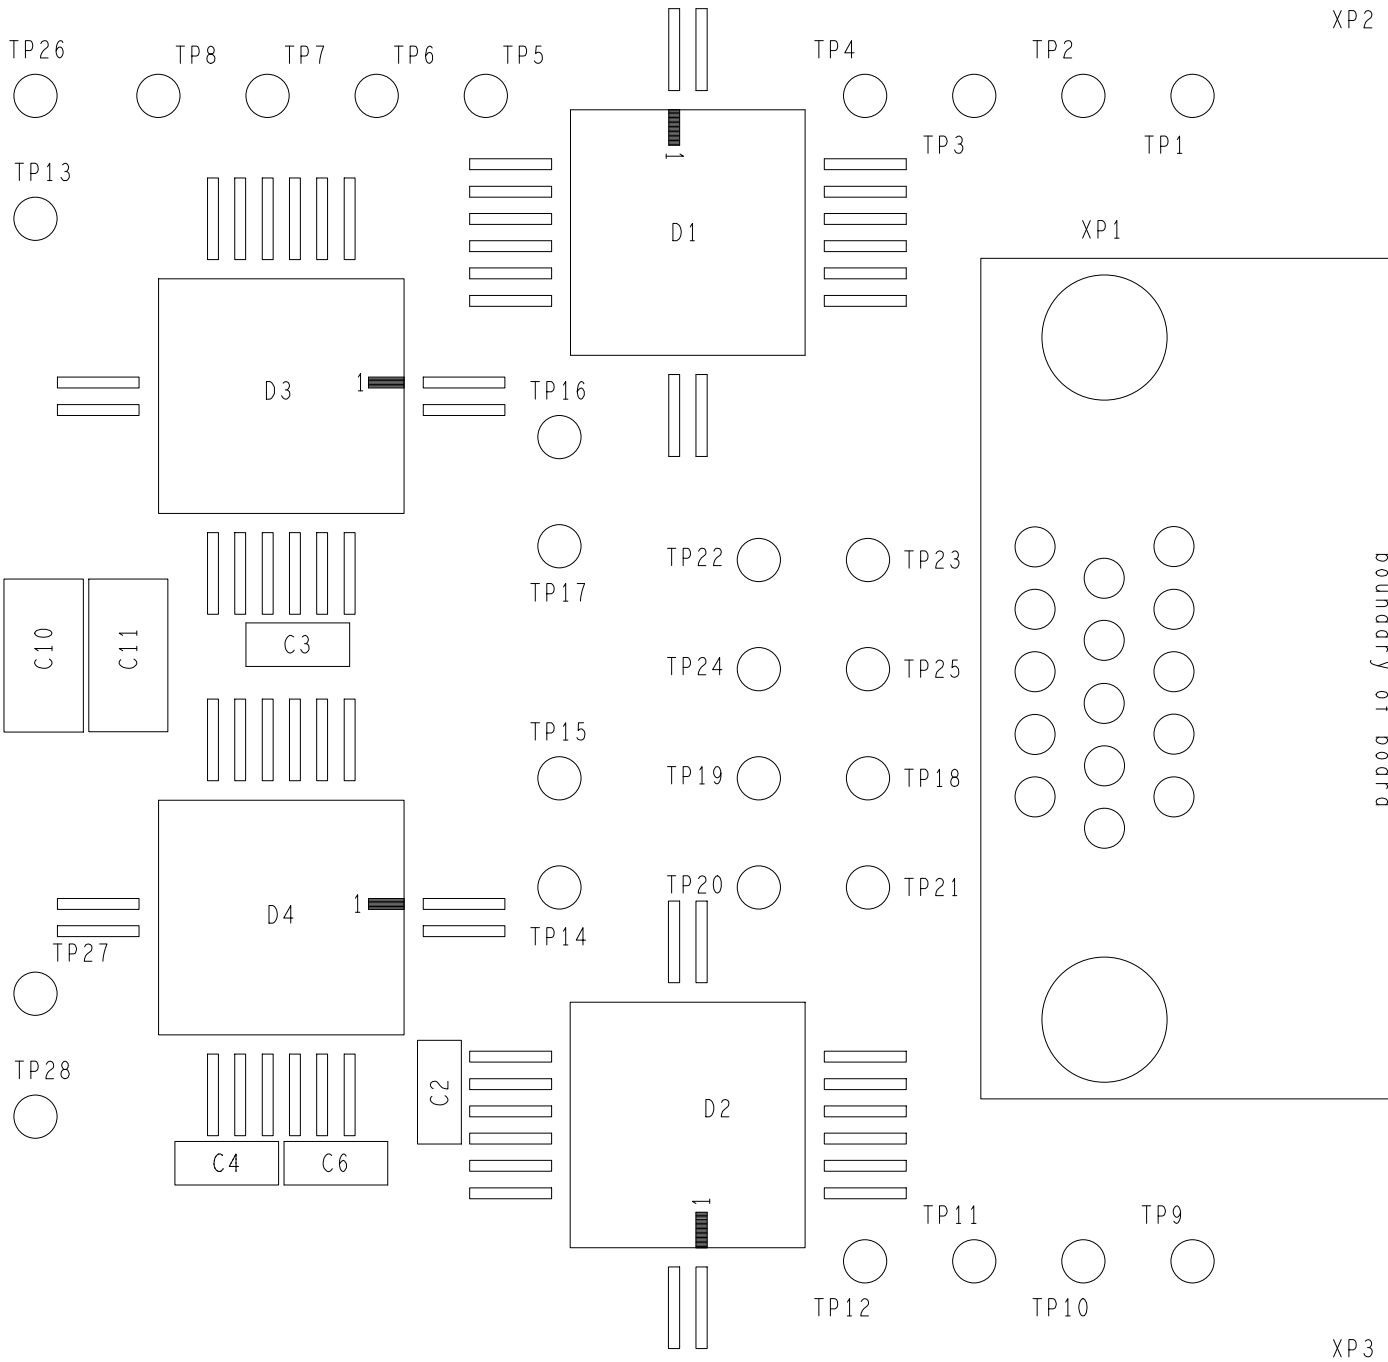 XP2
TP26
TP8
TP7
TP6
TP5
TP4
TP2
TP3
TP1
TP13
1
D1
XP1
D3
1
TP16
TP22
TP23
TP17
boundary of board
C10
C11
C3
TP24
TP25
TP15
TP19
TP18
TP20
TP21
D4
1
TP14
TP27
TP28
C2
D2
C4
C6
1
TP11
TP9
TP12
TP10
XP3